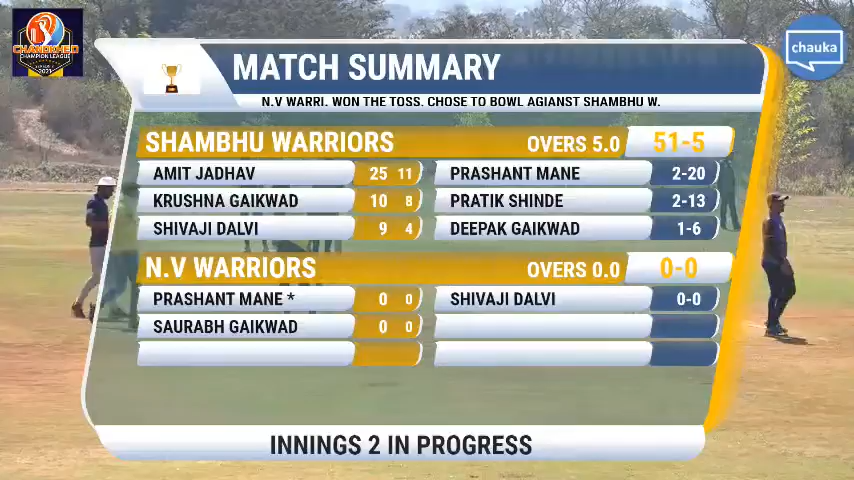 CHANDKHED
CHAMPION LEAGUE
2021
chauka
MATCH SUMMARY
N.V WARRI. WON THE TOSS. CHOSE TO BOWL AGIANST SHAMBHU W.
SHAMBHU WARRIORS OVERS 5.0 51-5
AMIT JADHAV 25 11 PRASHANT MANE 2-20
KRUSHNA GAIKWAD 10 8 PRATIK SHINDE 2-13
SHIVAJI DALVI 9 4 DEEPAK GAIKWAD 1-6
N.V WARRIORS OVERS 0.0 0-0
PRASHANT MANE * 0 0 SHIVAJI DALVI 0-0
SAURABH GAIKWAD 0 0
INNINGS 2 IN PROGRESS